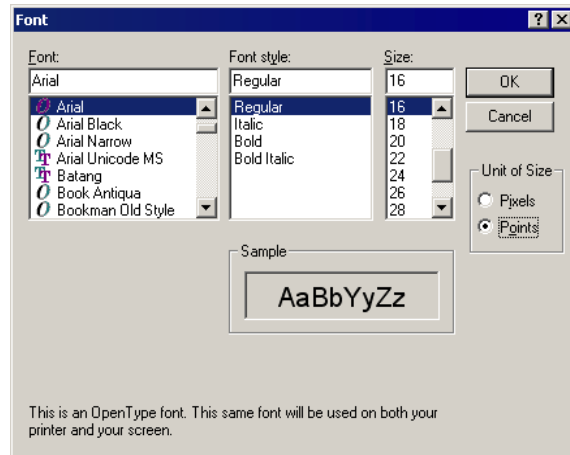 Font
Font:
Font style:
Size:
Arial
Regular
16
OK
Arial
Arial Black
Arial Narrow
Arial Unicode MS
Batang
Book Antiqua
Bookman Old Style
Regular
Italic
Bold
Bold Italic
16
18
20
22
24
26
28
Cancel
Unit of Size
Pixels
Points
Sample
AaBbYyZz
This is an OpenType font. This same font will be used on both your
printer and your screen.